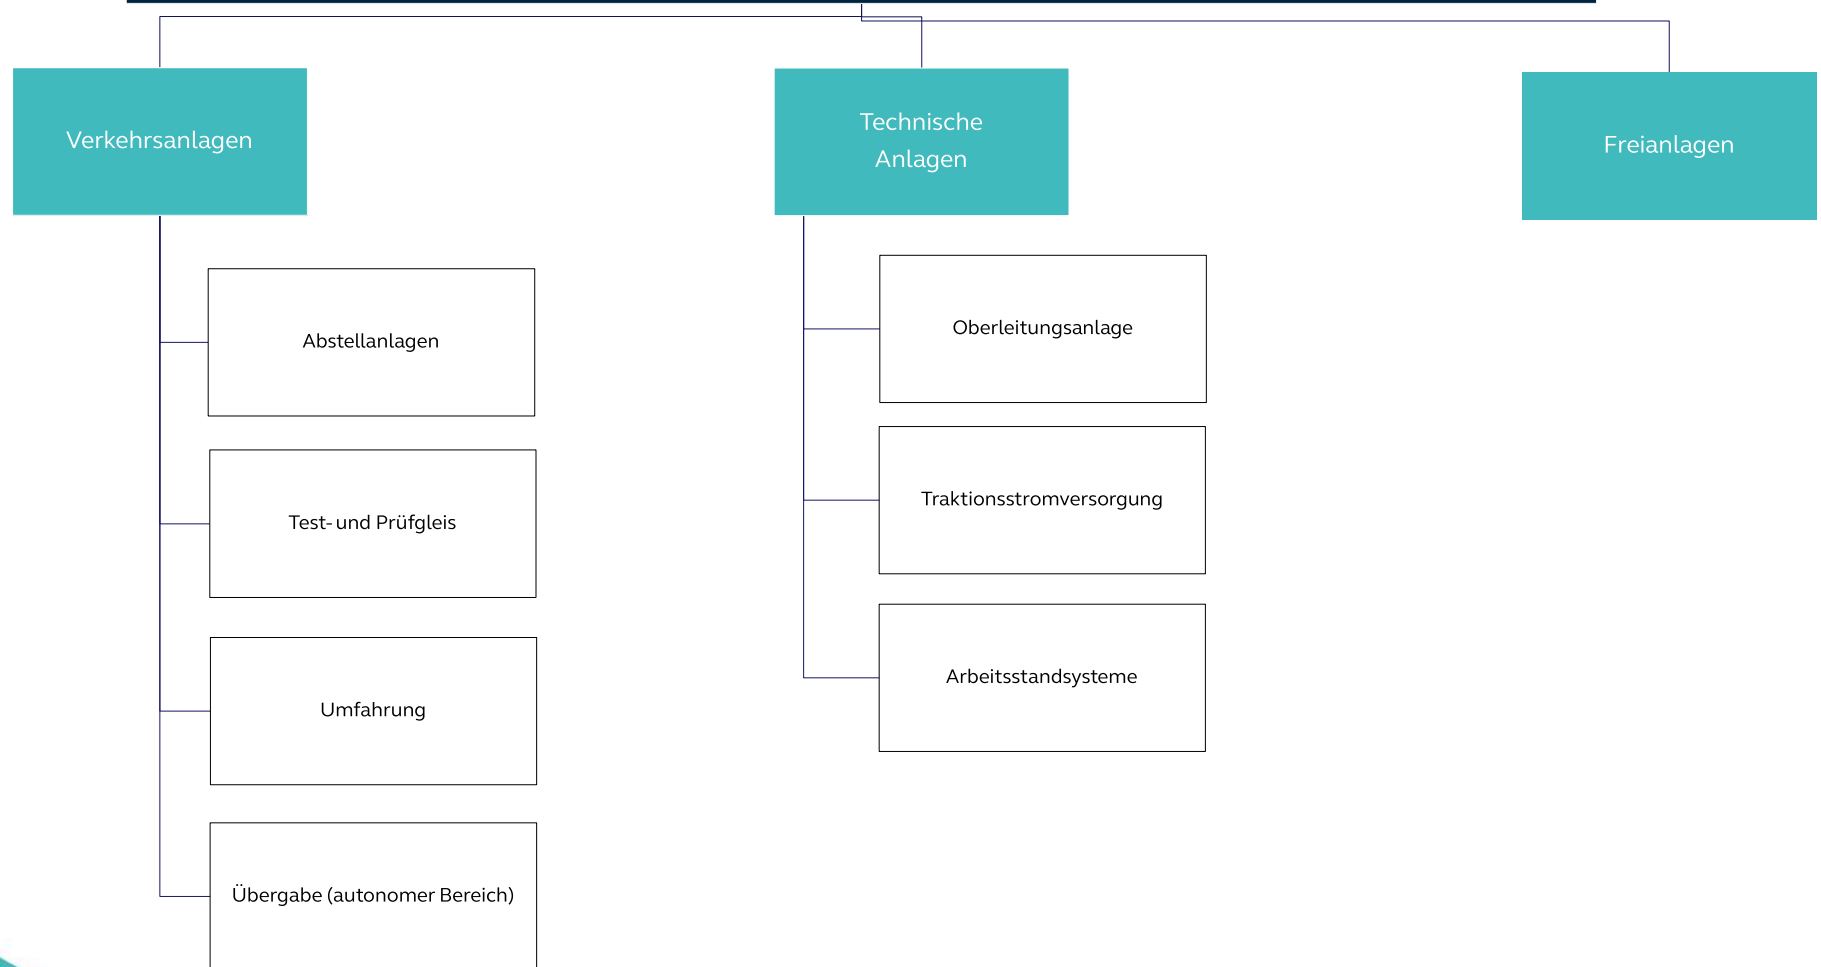 Verkehrsanlagen
Technische
Anlagen
Freianlagen
Abstellanlagen
Test- und Prüfgleis
Umfahrung
Übergabe (autonomer Bereich)
Oberleitungsanlage
Traktionsstromversorgung
Arbeitsstandsysteme